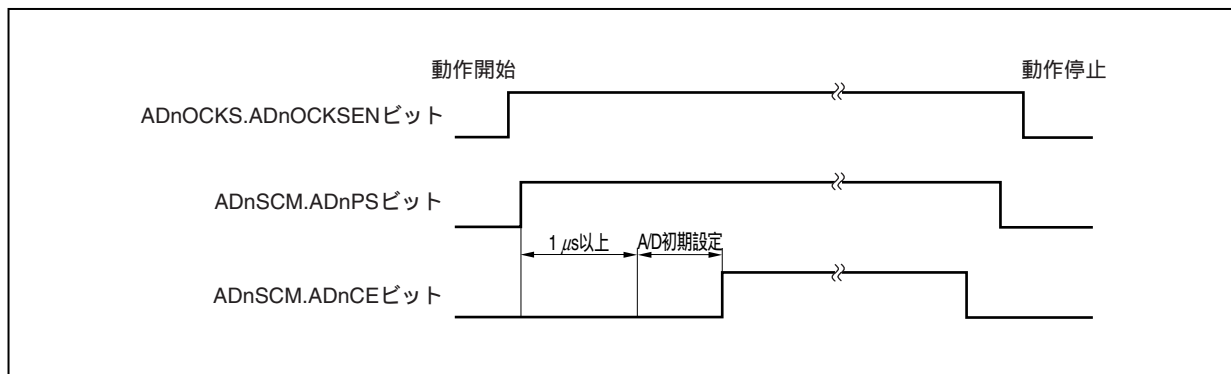 動作開始
動作停止
ADnOCKS.ADnOCKSENビット
ADnSCM.ADnPSビット
1 μs以上
A/D初期設定
ADnSCM.ADnCEビット